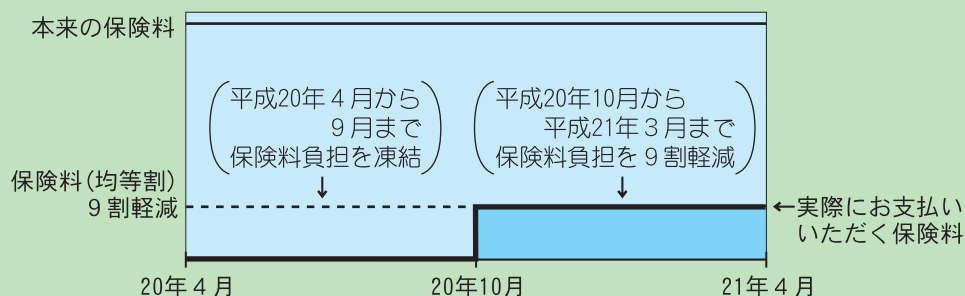 本来の保険料
平成20年4月から
9月まで
保険料負担を凍結
平成20年10月から
平成21年3月まで
保険料負担を9割軽減
保険料(均等割)
9割軽減
←実際にお支払い
いただく保険料
20年4月
20年10月
21年4月